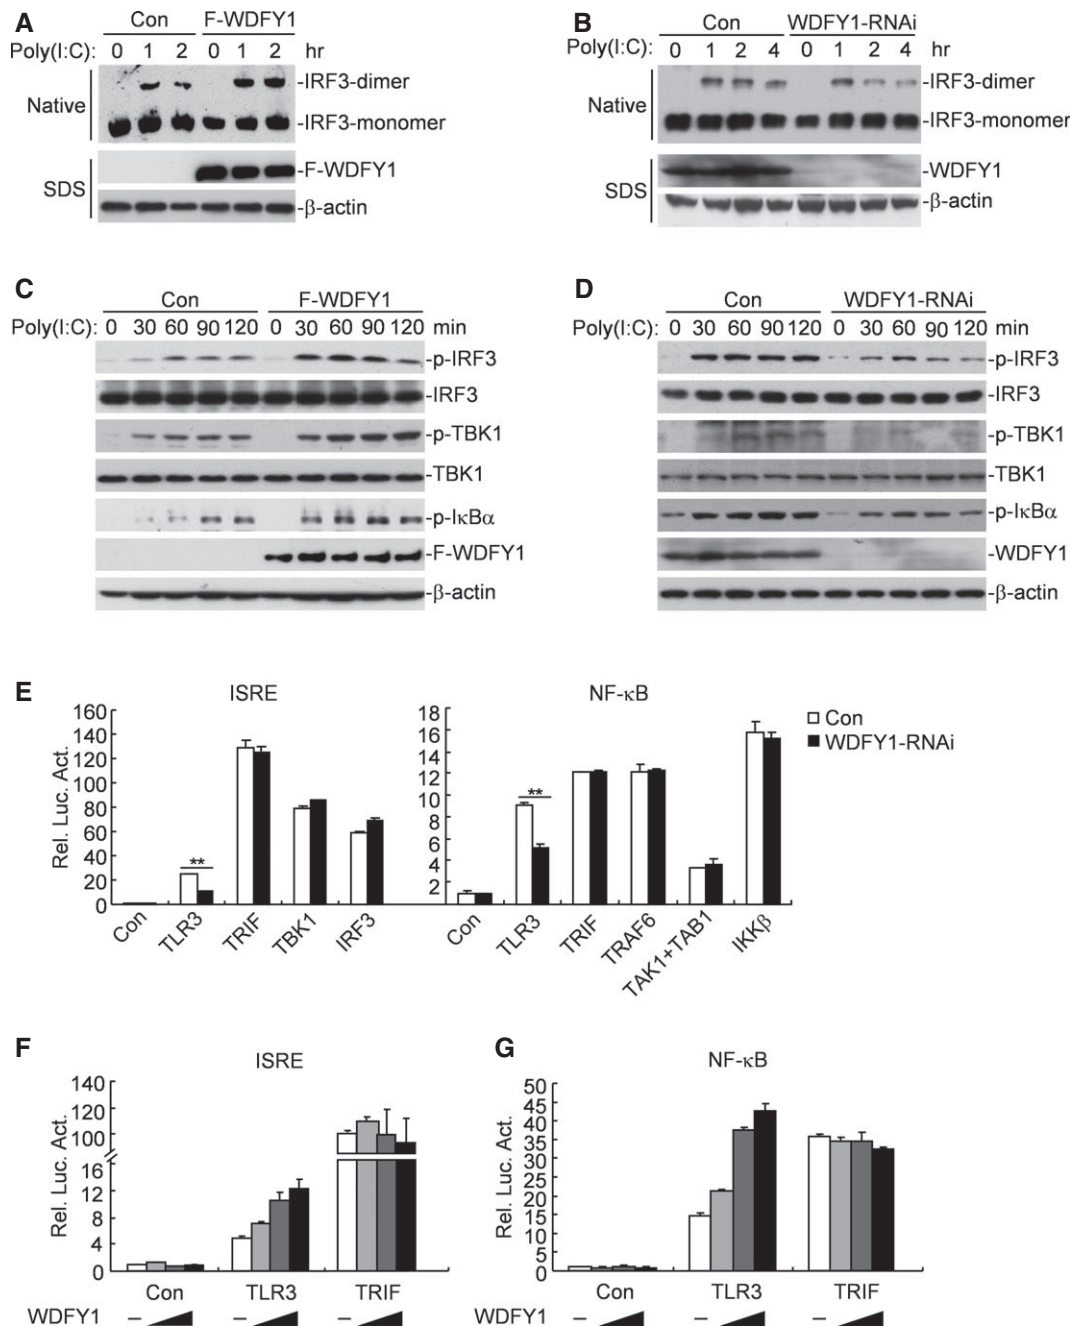 A
Con F-WDFY1
Poly(I:C): 0 1 2 0 1 2 hr
Native
-IRF3-dimer
-IRF3-monomer
SDS
-F-WDFY1
-β-actin
B
Con WDFY1-RNAi
Poly(I:C): 0 1 2 4 0 1 2 4 hr
Native
-IRF3-dimer
-IRF3-monomer
SDS
-WDFY1
-β-actin
C
Con F-WDFY1
Poly(I:C): 0 30 60 90 120 0 30 60 90 120 min
-p-IRF3
-IRF3
-p-TBK1
-TBK1
-p-IκBα
-F-WDFY1
-β-actin
D
Con WDFY1-RNAi
Poly(I:C): 0 30 60 90 120 0 30 60 90 120 min
-p-IRF3
-IRF3
-p-TBK1
-TBK1
-p-IκBα
-WDFY1
-β-actin
E
ISRE
Rel. Luc. Act.
160
140
120
100
80
60
40
20
0
**
Con
TLR3
TRIF
TBK1
IRF3
NF-κB
18
16
14
12
10
8
6
4
2
**
Con
TLR3
TRIF
TRAF6
TAK1+TAB1
IKKβ
Con
WDFY1-RNAi
F
ISRE
Rel. Luc. Act.
140
120
100
16
12
8
4
0
Con TLR3 TRIF
WDFY1 – – –
G
NF-κB
Rel. Luc. Act.
50
45
40
35
30
25
20
15
10
5
0
Con TLR3 TRIF
WDFY1 – – –